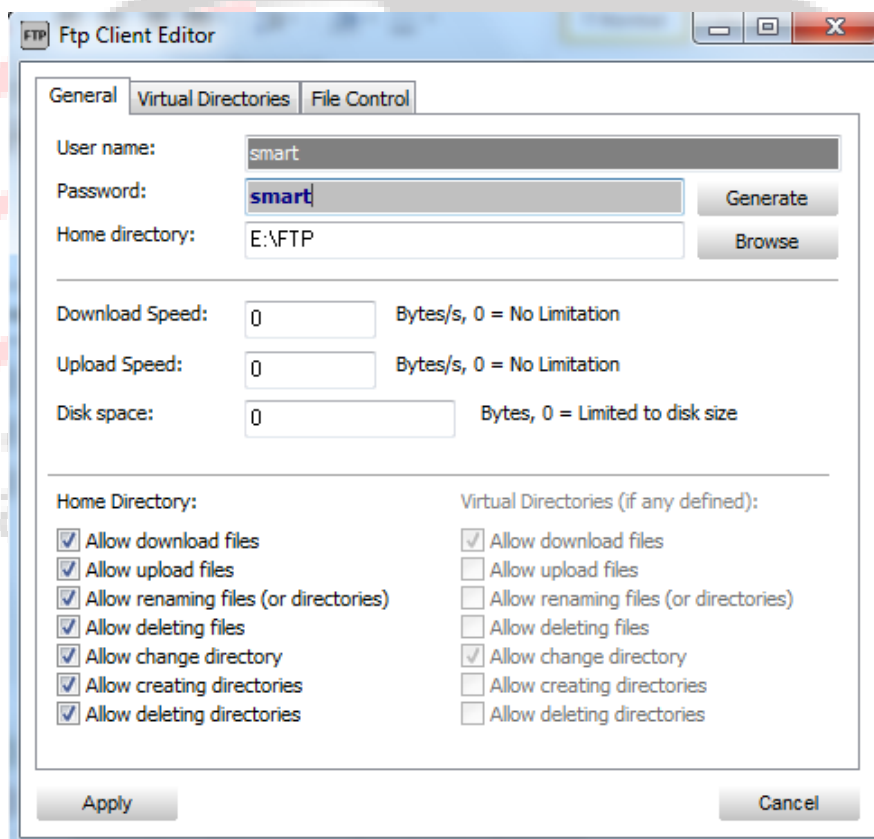 FTP Ftp Client Editor
General Virtual Directories File Control
User name: smart
Password: smart Generate
Home directory: E:\FTP Browse
Download Speed: 0 Bytes/s, 0 = No Limitation
Upload Speed: 0 Bytes/s, 0 = No Limitation
Disk space: 0 Bytes, 0 = Limited to disk size
Home Directory: Virtual Directories (if any defined):
Allow download files Allow download files
Allow upload files Allow upload files
Allow renaming files (or directories) Allow renaming files (or directories)
Allow deleting files Allow deleting files
Allow change directory Allow change directory
Allow creating directories Allow creating directories
Allow deleting directories Allow deleting directories
Apply Cancel